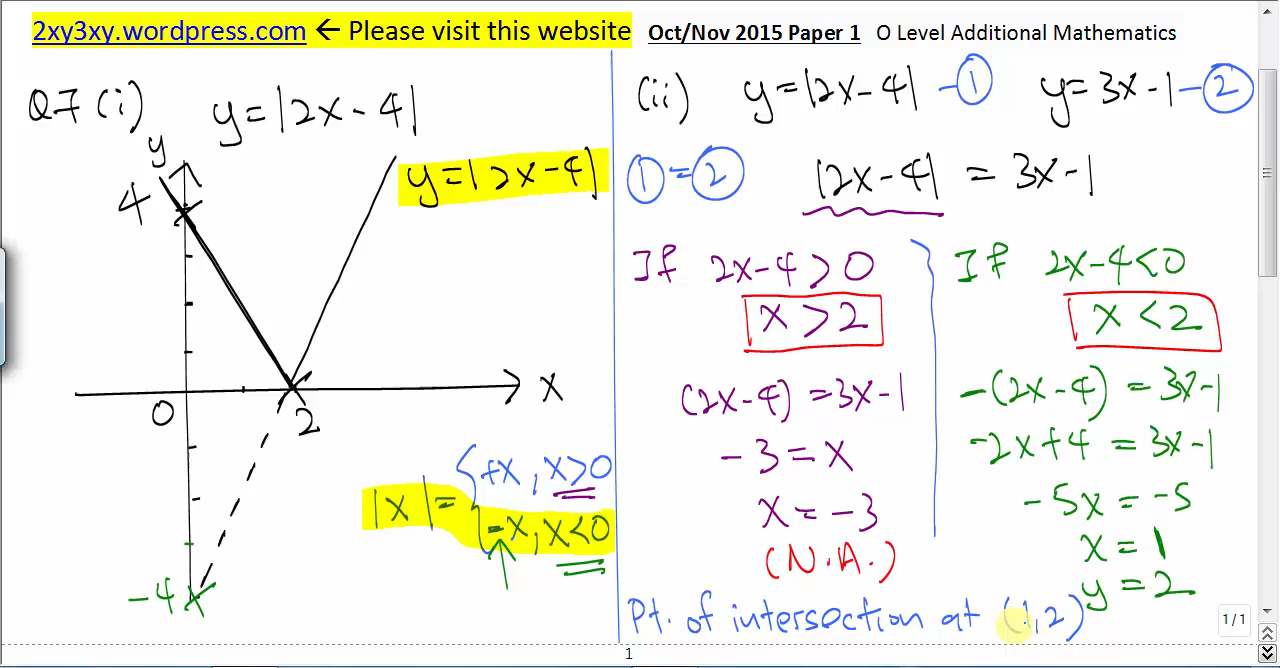 2xy3xy.wordpress.com ← Please visit this website
Oct/Nov 2015 Paper 1 O Level Additional Mathematics
Q7 (i) y=|2x-4|
y
4
y=|2x-4|
0
2
x
-4
|x|= { +x, x>0
-x, x<0
(ii) y=|2x-4| -① y=3x-1 -②
①=② |2x-4| = 3x-1
If 2x-4>0
x>2
(2x-4)=3x-1
-3=x
x=-3
(N.A.)
If 2x-4<0
x<2
-(2x-4)=3x-1
-2x+4=3x-1
-5x=-5
x=1
y=2
Pt. of intersection at (1,2)
1/1
1